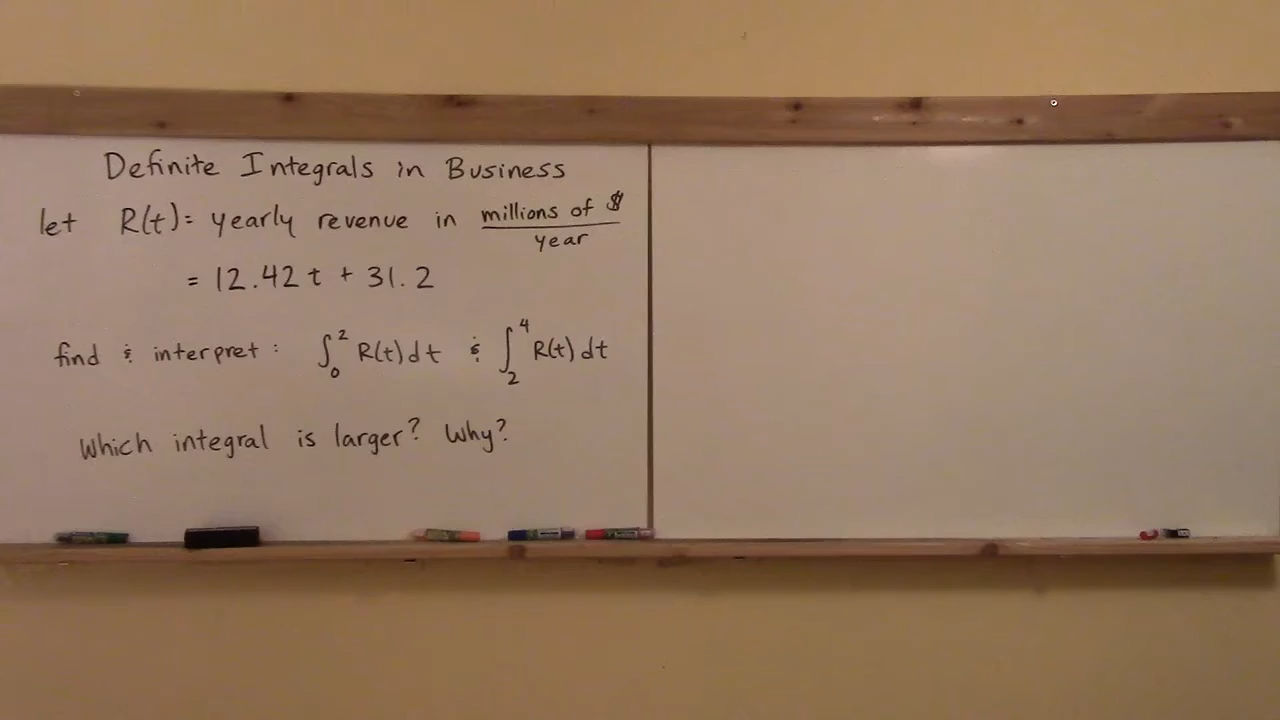 Definite Integrals in Business
let R(t) = yearly revenue in millions of $ / year
= 12.42t + 31.2
find & interpret : ∫₀² R(t)dt & ∫₂⁴ R(t)dt
Which integral is larger? Why?